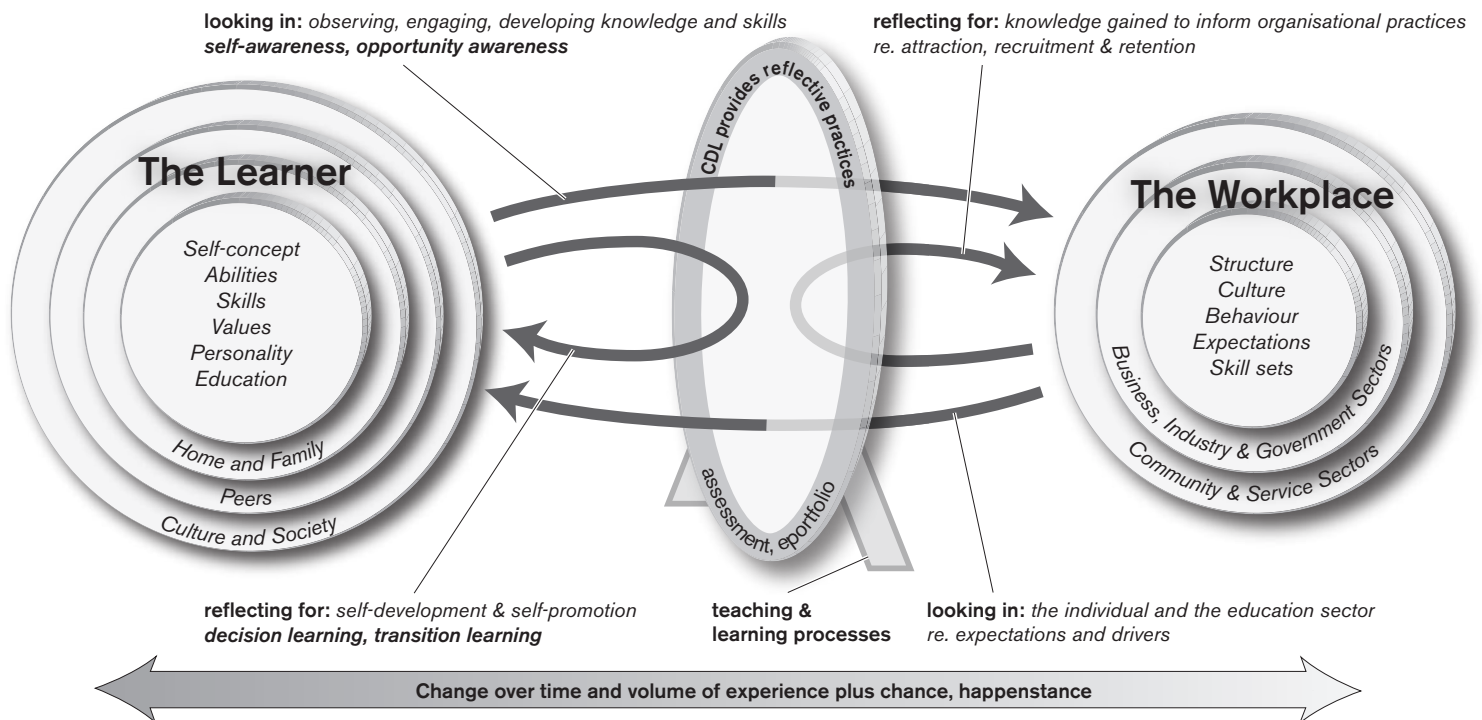 looking in: observing, engaging, developing knowledge and skills
self-awareness, opportunity awareness
reflecting for: knowledge gained to inform organisational practices
re. attraction, recruitment & retention
The Learner
Self-concept
Abilities
Skills
Values
Personality
Education
Home and Family
Peers
Culture and Society
CDL provides reflective practices
assessment, eportfolio
The Workplace
Structure
Culture
Behaviour
Expectations
Skill sets
Business, Industry & Government Sectors
Community & Service Sectors
reflecting for: self-development & self-promotion
decision learning, transition learning
teaching &
learning processes
looking in: the individual and the education sector
re. expectations and drivers
Change over time and volume of experience plus chance, happenstance